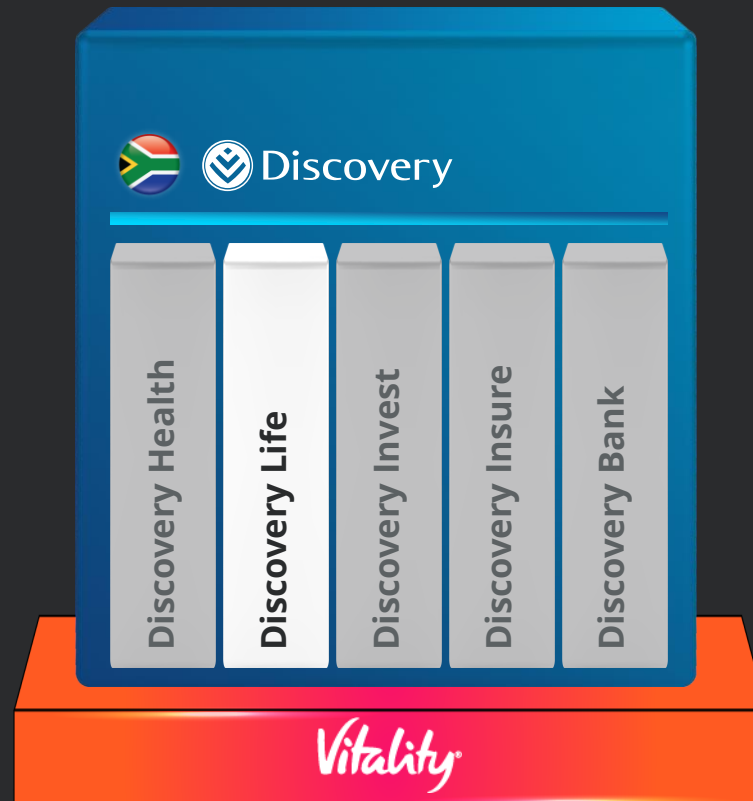 Discovery
Discovery Health
Discovery Life
Discovery Invest
Discovery Insure
Discovery Bank
Vitality®